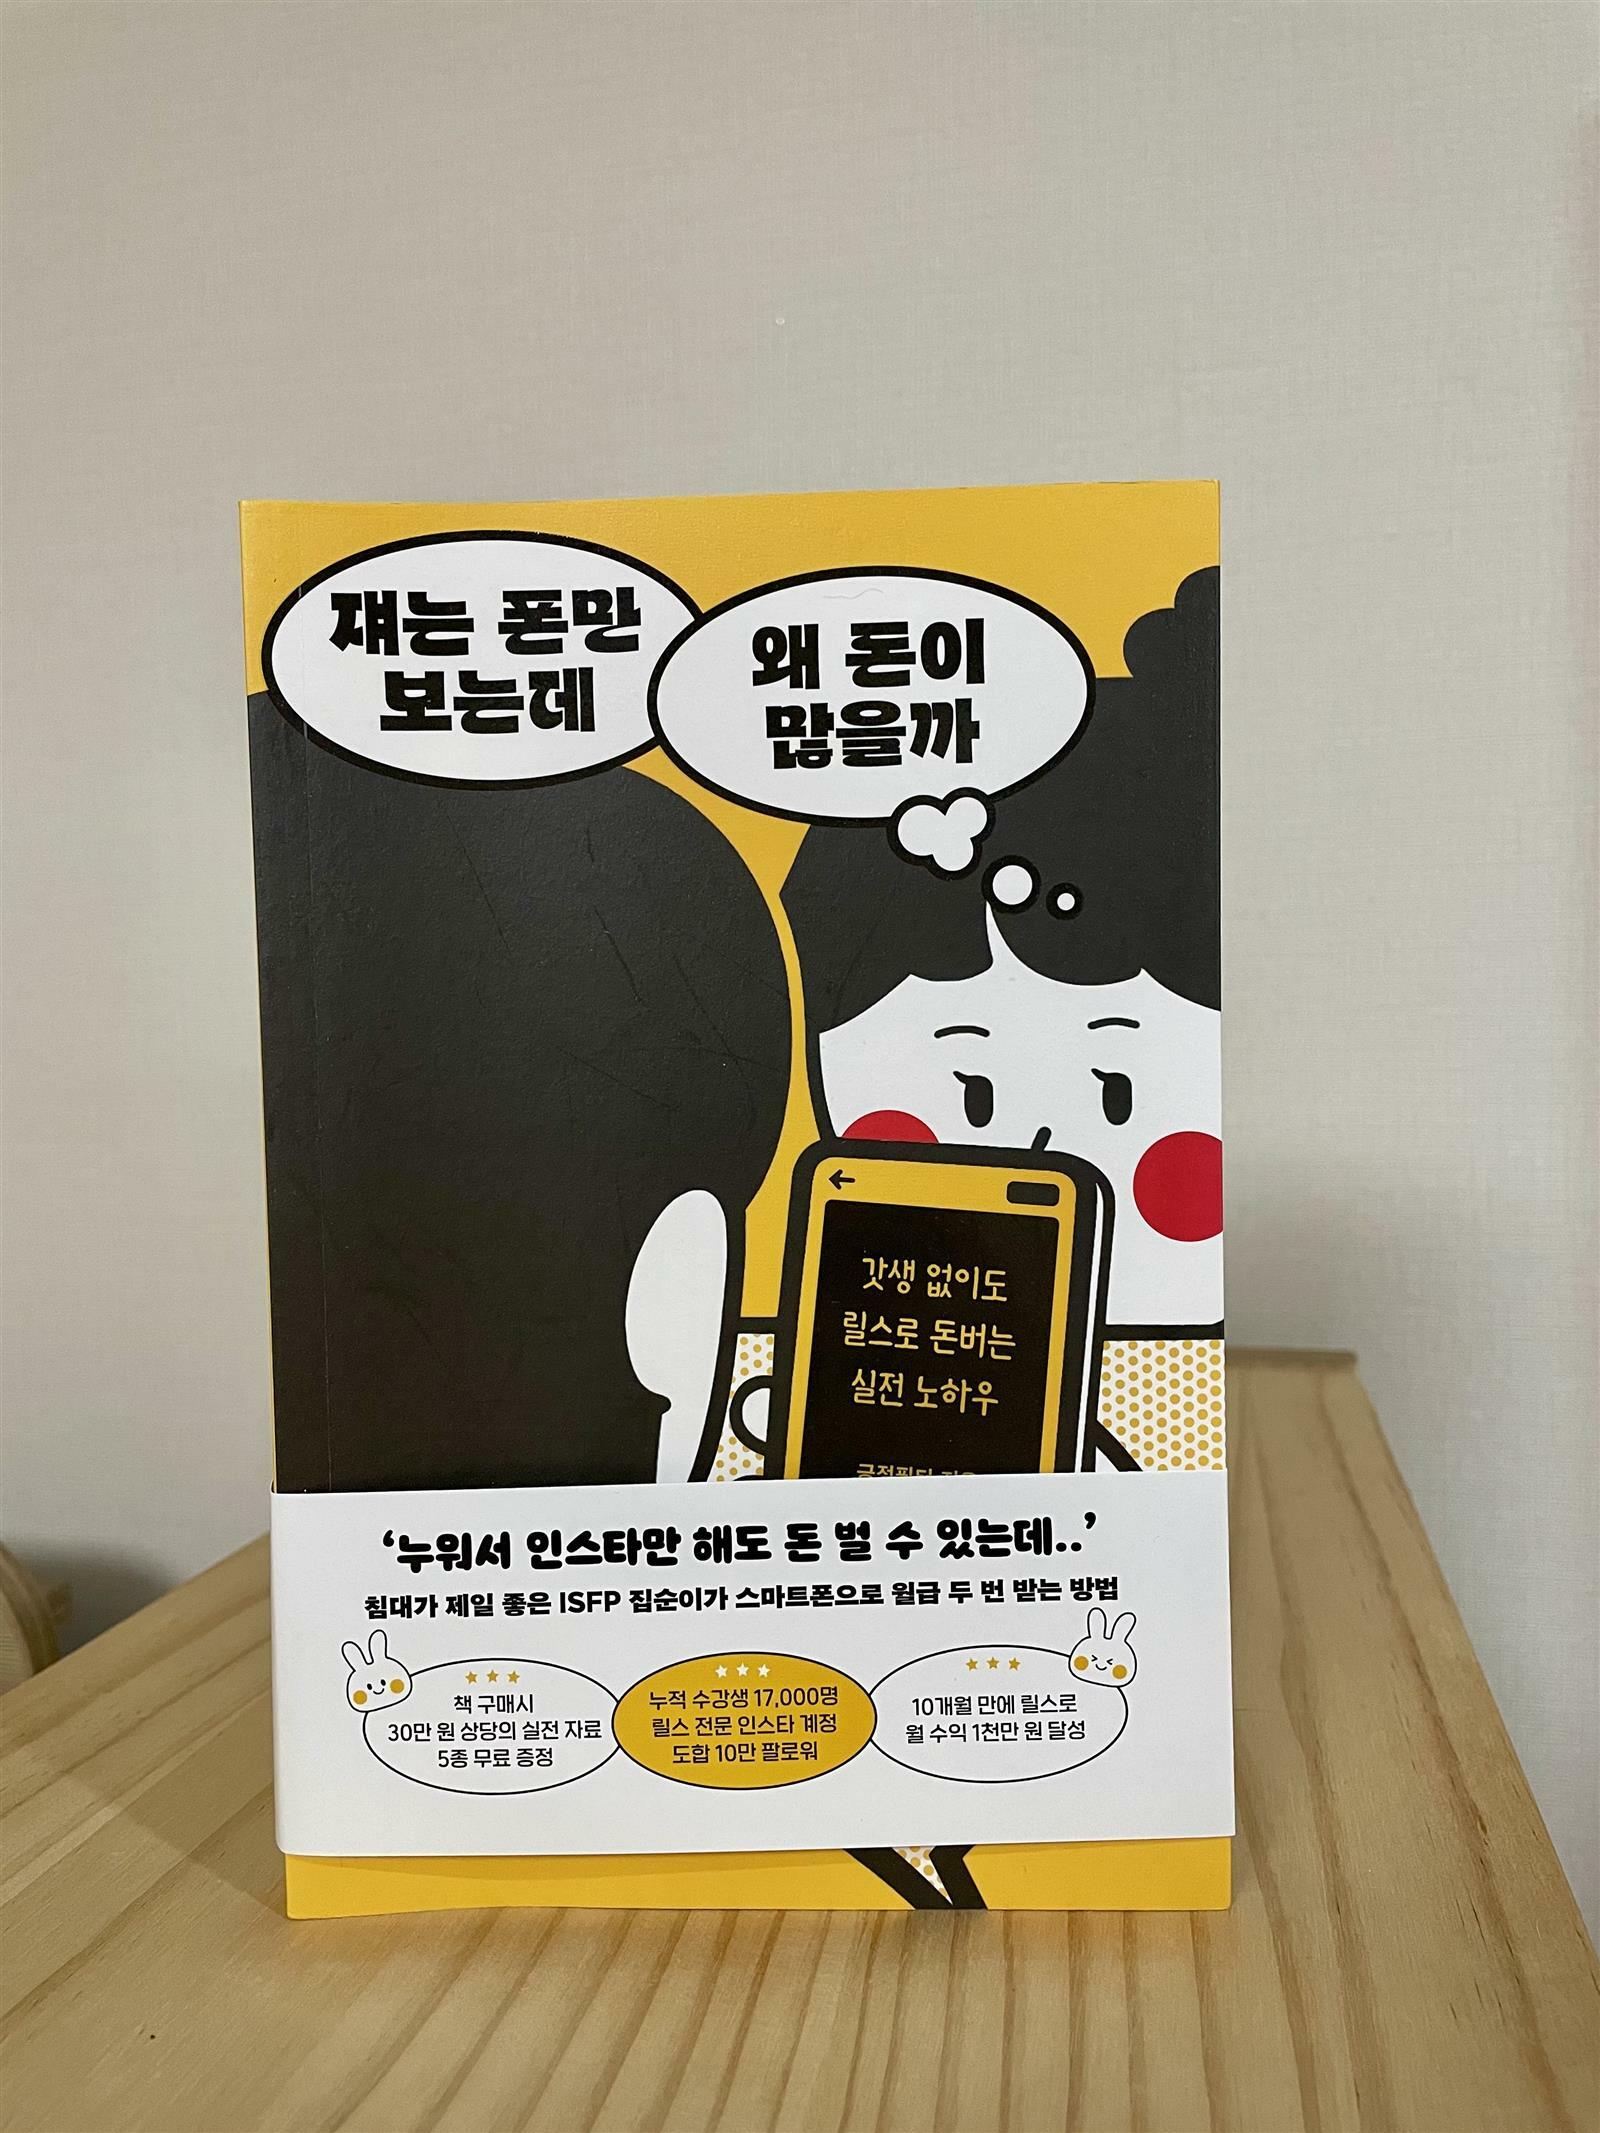 쟤는 폰만
보는데
왜 돈이
많을까
갓생 없이도
릴스로 돈버는
실전 노하우
‘누워서 인스타만 해도 돈 벌 수 있는데..’
침대가 제일 좋은 ISFP 집순이가 스마트폰으로 월급 두 번 받는 방법
책 구매시
30만 원 상당의 실전 자료
5종 무료 증정
누적 수강생 17,000명
릴스 전문 인스타 계정
도합 10만 팔로워
10개월 만에 릴스로
월 수익 1천만 원 달성